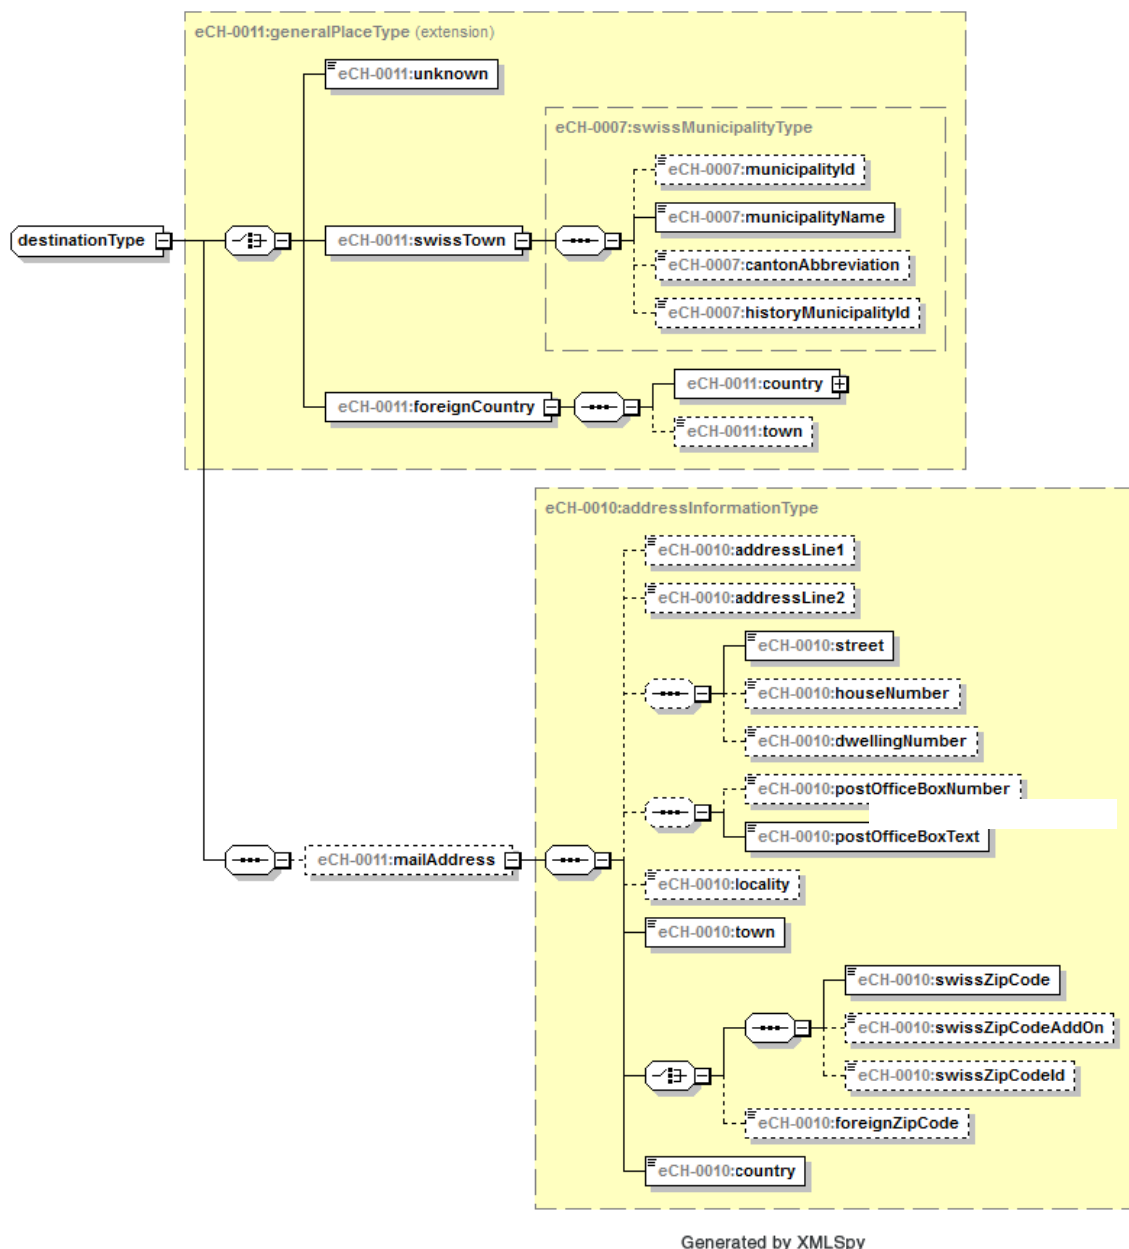 eCH-0011:generalPlaceType (extension)
eCH-0011:unknown
eCH-0007:swissMunicipalityType
eCH-0007:municipalityId
eCH-0007:municipalityName
destinationType
eCH-0011:swissTown
eCH-0007:cantonAbbreviation
eCH-0007:historyMunicipalityId
eCH-0011:country
eCH-0011:foreignCountry
eCH-0011:town
eCH-0010:addressInformationType
eCH-0010:addressLine1
eCH-0010:addressLine2
eCH-0010:street
eCH-0010:houseNumber
eCH-0010:dwellingNumber
eCH-0010:postOfficeBoxNumber
eCH-0010:postOfficeBoxText
eCH-0011:mailAddress
eCH-0010:locality
eCH-0010:town
eCH-0010:swissZipCode
eCH-0010:swissZipCodeAddOn
eCH-0010:swissZipCodeId
eCH-0010:foreignZipCode
eCH-0010:country
Generated by XMLSpy